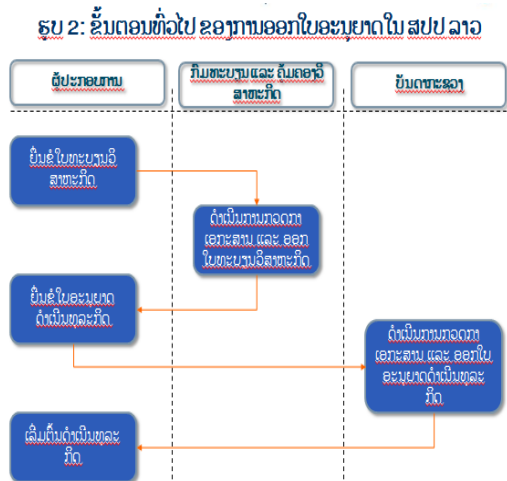 ຮູບ 2: ຂັ້ນຕອນທົ່ວໄປ ຂອງການອອກໃບອະນຸຍາດໃນ ສປປ ລາວ
ຜູ້ປະກອບການ
ກົມທະບຽນ ແລະ ຄຸ້ມຄອງວິ
ສາຫະກິດ
ບັນດາກະຊວງ
ຍື່ນຂໍໃບທະບຽນວິ
ສາຫະກິດ
ດໍາເນີນການກວດກາ
ເອກະສານ ແລະ ອອກ
ໃບທະບຽນວິສາຫະກິດ
ຍື່ນຂໍໃບອະນຸຍາດ
ດໍາເນີນທຸລະກິດ
ດໍາເນີນການກວດກາ
ເອກະສານ ແລະ ອອກໃບ
ອະນຸຍາດດໍາເນີນທຸລະ
ກິດ
ເລີ່ມຕົ້ນດໍາເນີນທຸລະ
ກິດ